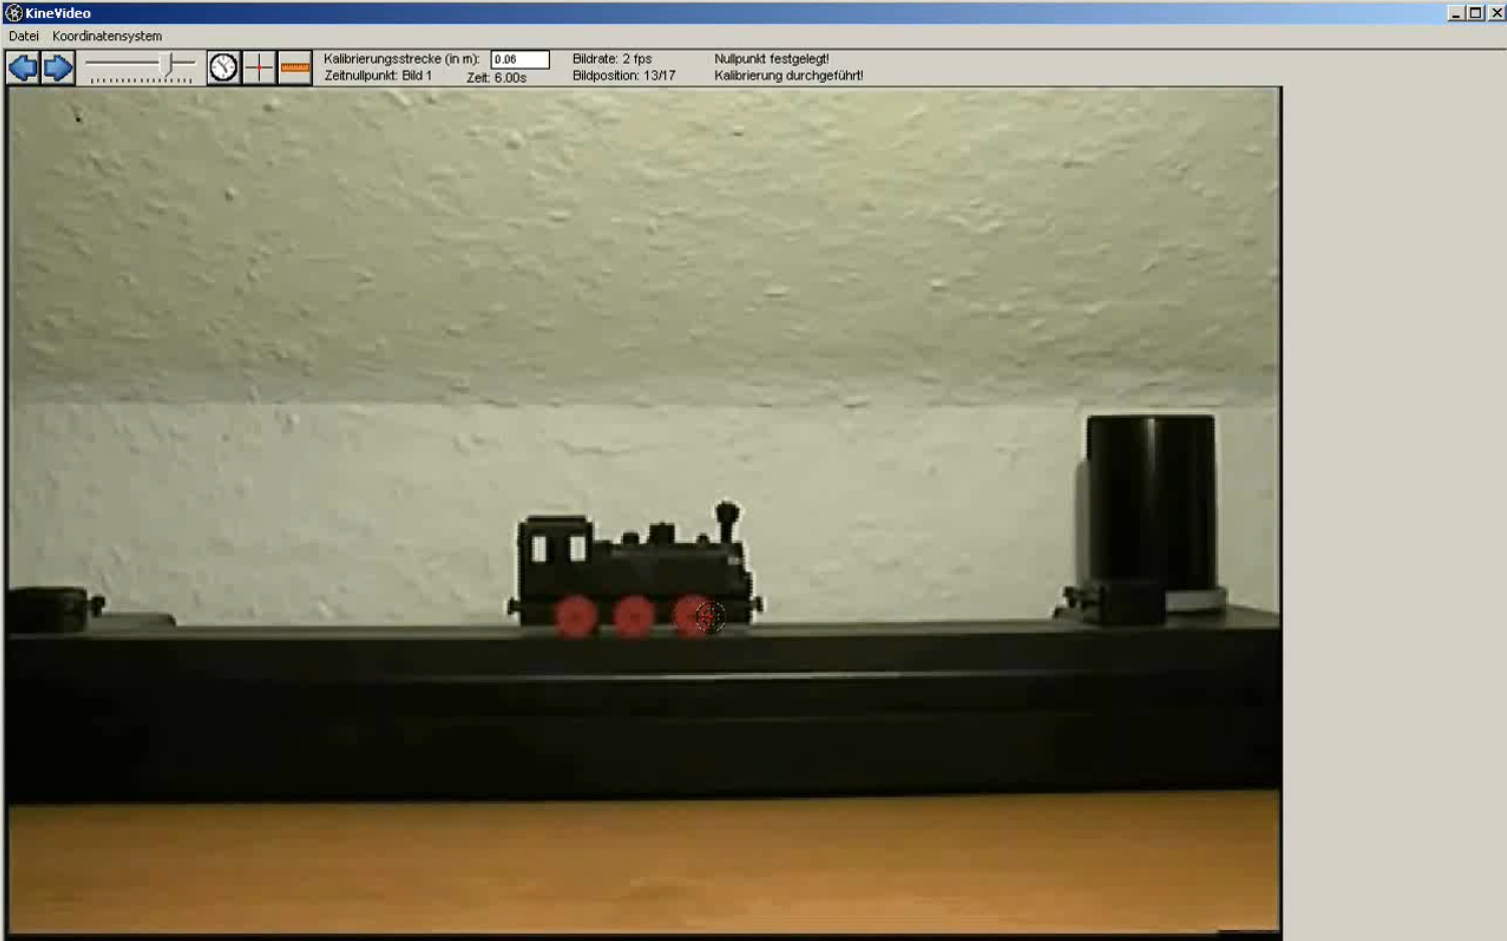 KineVideo
Datei Koordinatensystem
Kalibrierungsstrecke (in m): 0.06 Bildrate: 2 fps Nullpunkt festgelegt!
Zeitnullpunkt: Bild 1 Zeit: 6.00s Bildposition: 13/17 Kalibrierung durchgeführt!